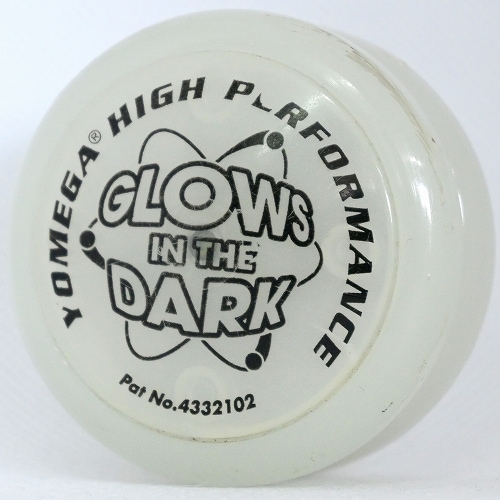 YOMEGA® HIGH PERFORMANCE
GLOWS
IN THE
DARK
Pat No.4332102